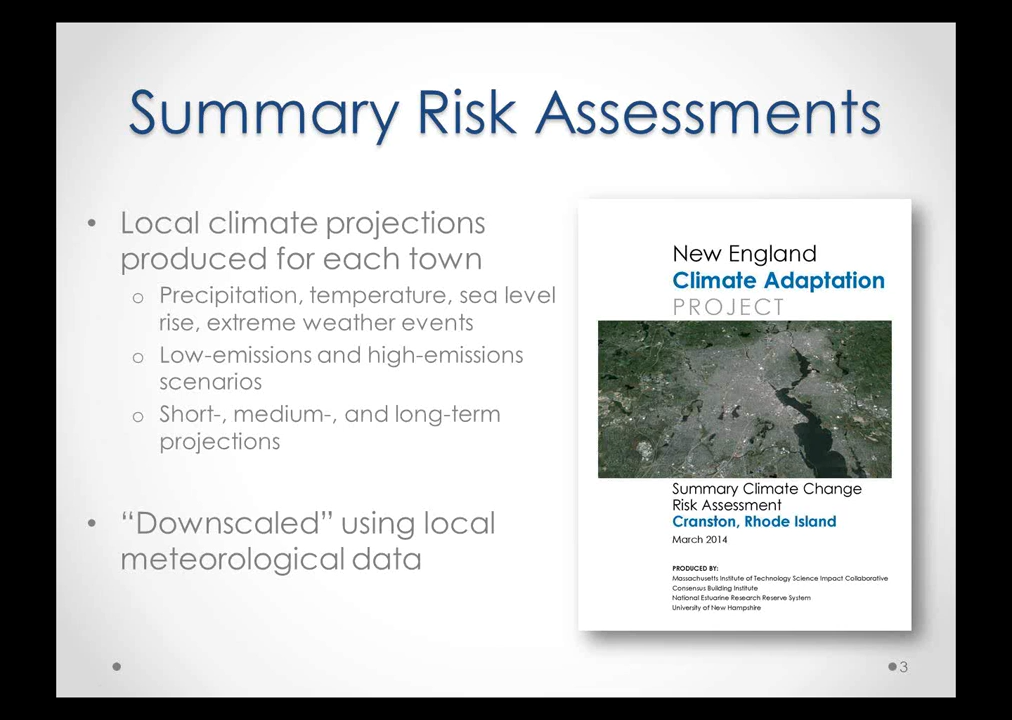 Summary Risk Assessments
• Local climate projections
produced for each town
o Precipitation, temperature, sea level
rise, extreme weather events
o Low-emissions and high-emissions
scenarios
o Short-, medium-, and long-term
projections
• “Downscaled” using local
meteorological data
New England
Climate Adaptation
PROJECT
Summary Climate Change
Risk Assessment
Cranston, Rhode Island
March 2014
PRODUCED BY:
Massachusetts Institute of Technology Science Impact Collaborative
Consensus Building Institute
National Estuarine Research Reserve System
University of New Hampshire
3